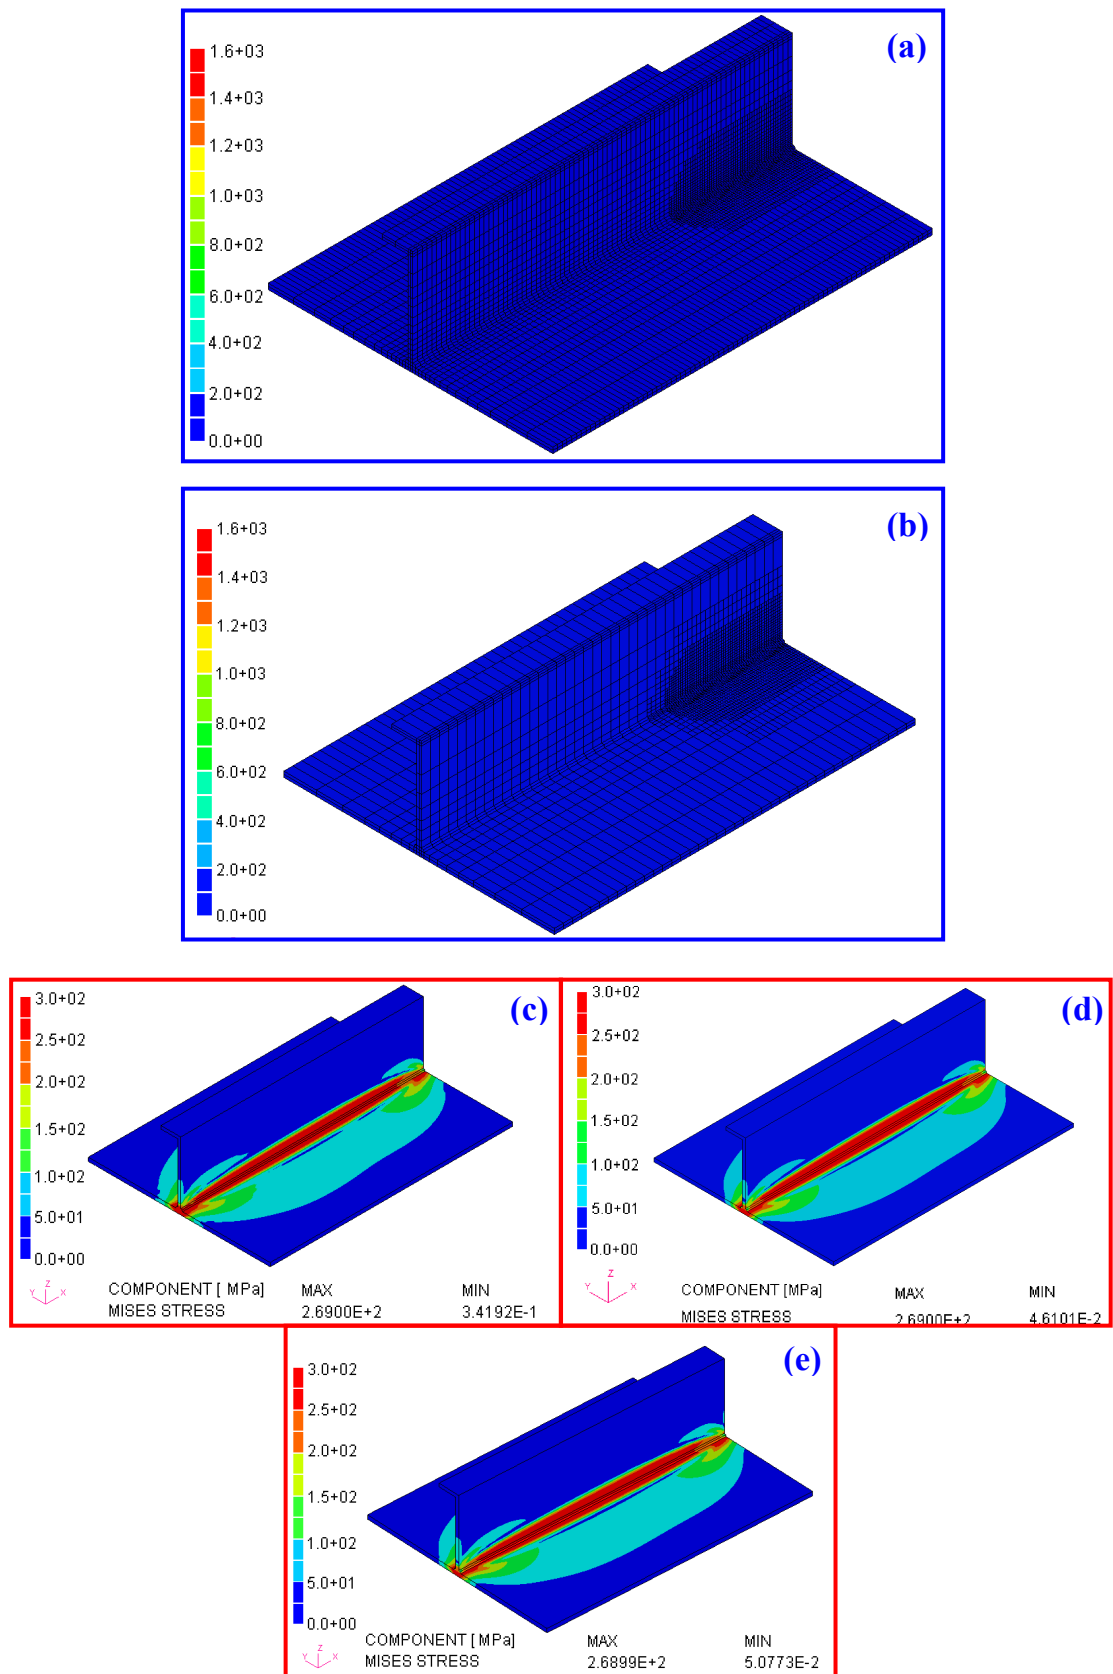 (a)
1.6+03
1.4+03
1.2+03
1.0+03
8.0+02
6.0+02
4.0+02
2.0+02
0.0+00
(b)
1.6+03
1.4+03
1.2+03
1.0+03
8.0+02
6.0+02
4.0+02
2.0+02
0.0+00
(c)
3.0+02
2.5+02
2.0+02
1.5+02
1.0+02
5.0+01
0.0+00
Z
Y X
COMPONENT [ MPa] MAX MIN
MISES STRESS 2.6900E+2 3.4192E-1
(d)
3.0+02
2.5+02
2.0+02
1.5+02
1.0+02
5.0+01
0.0+00
Z
Y X
COMPONENT [MPa] MAX MIN
MISES STRESS 2.6900E+2 4.6101E-2
(e)
3.0+02
2.5+02
2.0+02
1.5+02
1.0+02
5.0+01
0.0+00
Z
Y X
COMPONENT [ MPa] MAX MIN
MISES STRESS 2.6899E+2 5.0773E-2